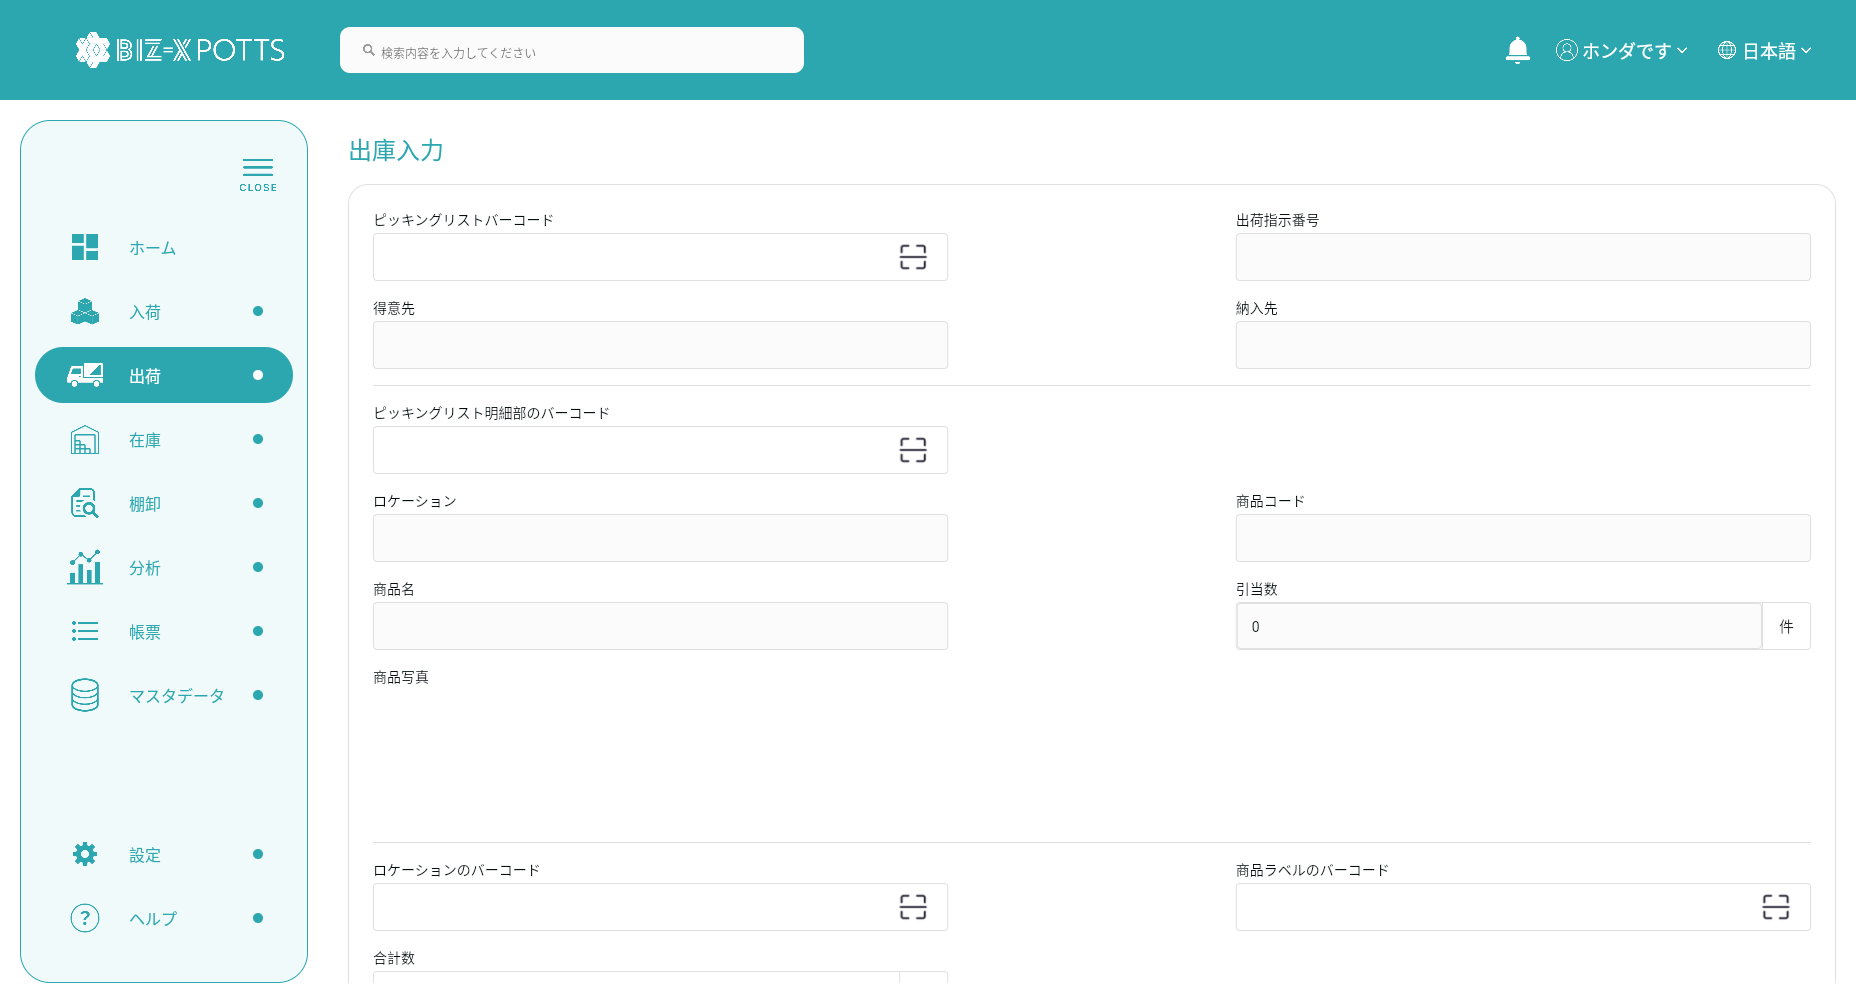 BIZ-X POTTS
検索内容を入力してください
ホンダです
日本語
CLOSE
ホーム
入荷
出荷
在庫
棚卸
分析
帳票
マスタデータ
設定
?
ヘルプ
出庫入力
ピッキングリストバーコード
出荷指示番号
得意先
納入先
ピッキングリスト明細部のバーコード
ロケーション
商品コード
商品名
引当数
0
件
商品写真
ロケーションのバーコード
商品ラベルのバーコード
合計数